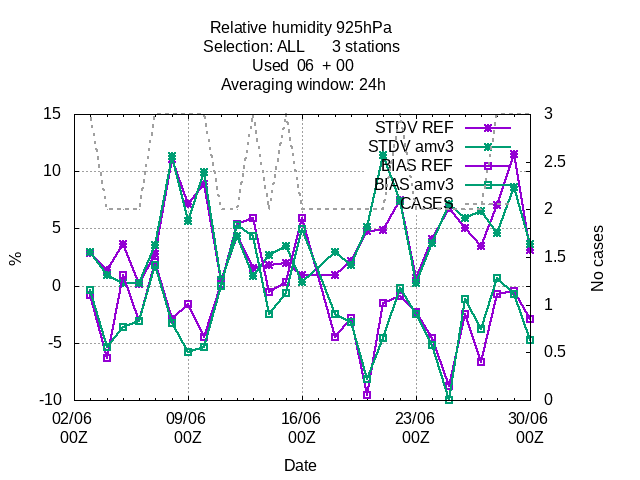 Relative humidity 925hPa
Selection: ALL 3 stations
Used 06 + 00
Averaging window: 24h
15
10
5
0
-5
-10
%
3
2.5
2
1.5
1
0.5
0
No cases
STDV REF
STDV amv3
BIAS REF
BIAS amv3
CASES
02/06 09/06 16/06 23/06 30/06
00Z 00Z 00Z 00Z 00Z
Date